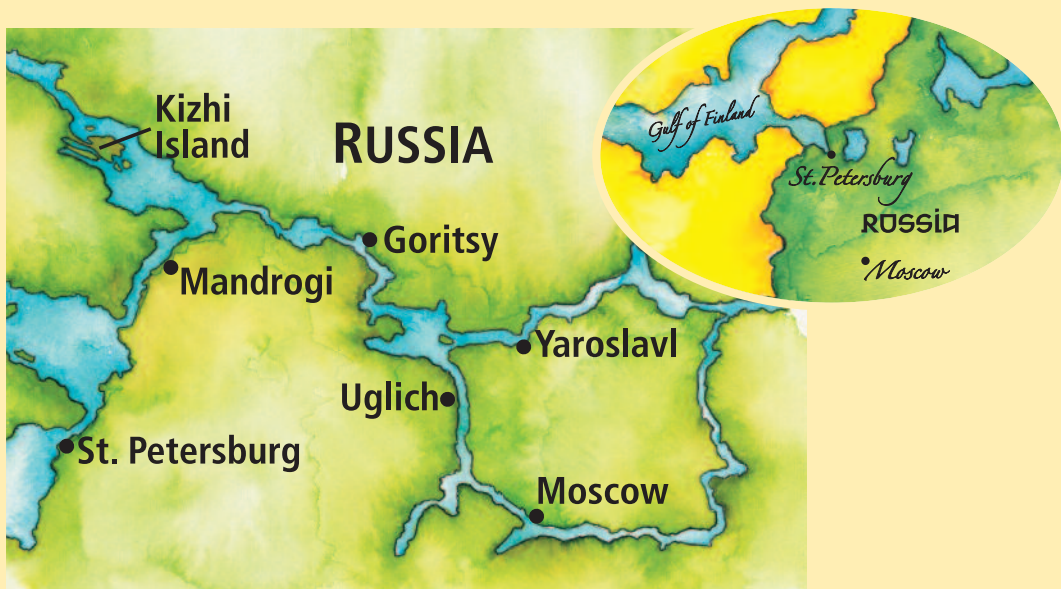 Kizhi
Island
RUSSIA
Goritsy
Mandrogi
Yaroslavl
Uglich
St. Petersburg
Moscow
Gulf of Finland
St. Petersburg
RUSSIA
Moscow